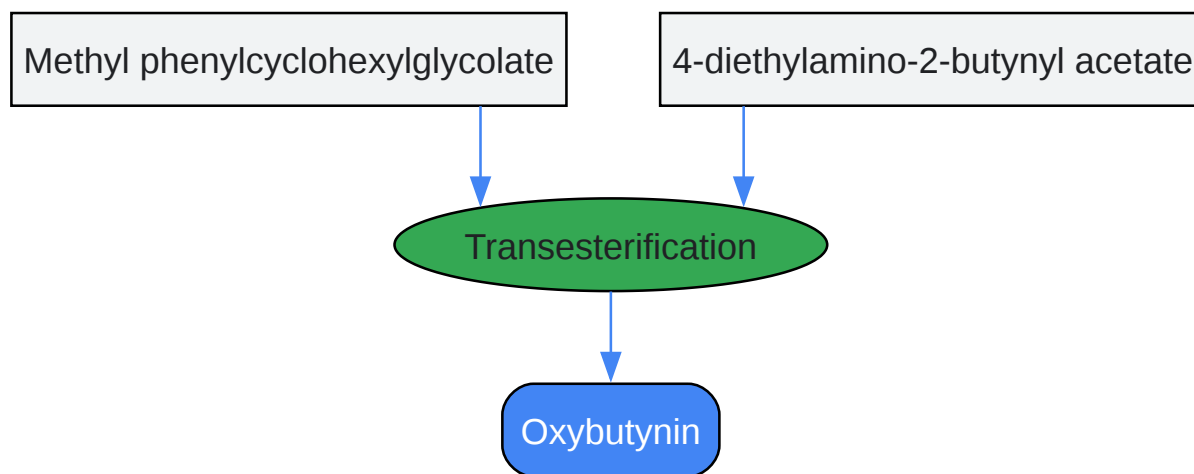 Methyl phenylcyclohexylglycolate
4-diethylamino-2-butynyl acetate
Transesterification
Oxybutynin